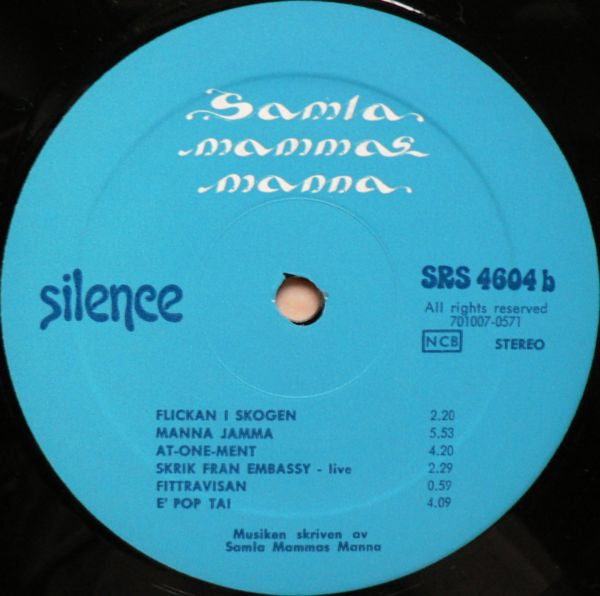 Samla
mammas
manna
silence
SRS 4604 b
All rights reserved
701007-0571
NCB STEREO
FLICKAN I SKOGEN 2.20
MANNA JAMMA 5.53
AT-ONE-MENT 4.20
SKRIK FRAN EMBASSY - live 2.29
FITTRAVISAN 0.59
E' POP TAI 4.09
Musiken skriven av
Samla Mammas Manna